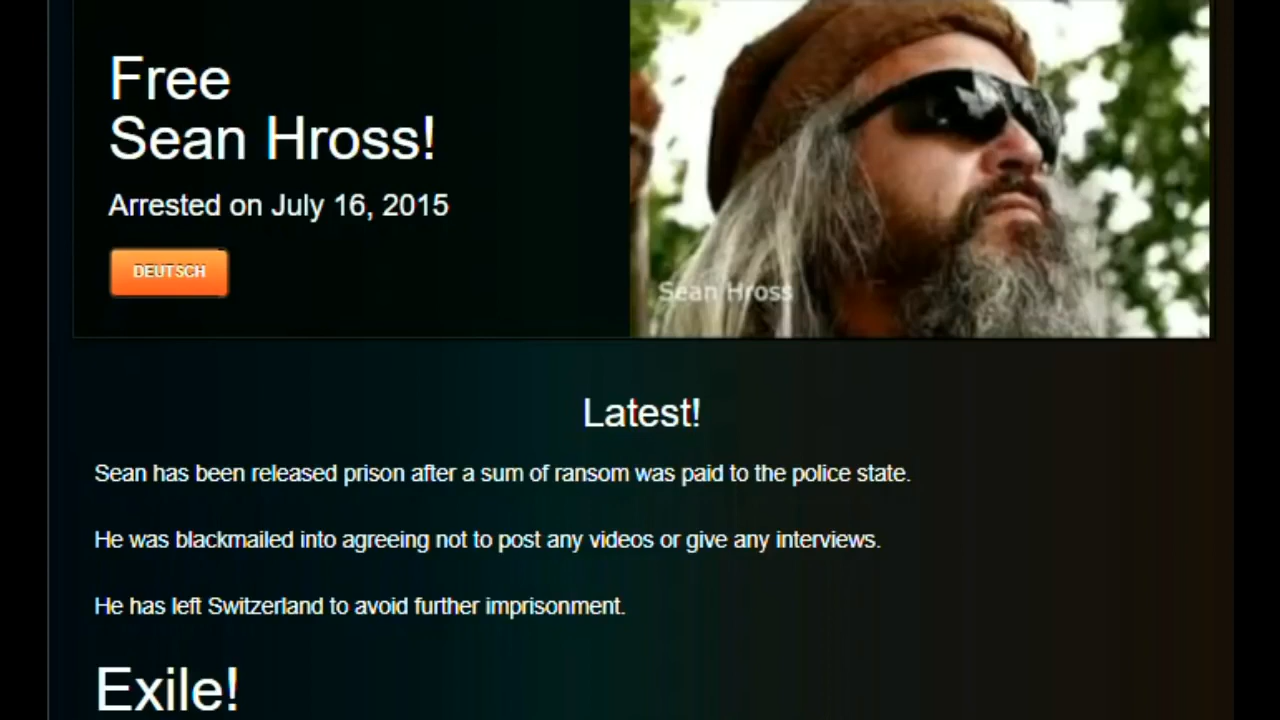 Free
Sean Hross!
Arrested on July 16, 2015
DEUTSCH
Sean Hross
Latest!
Sean has been released prison after a sum of ransom was paid to the police state.
He was blackmailed into agreeing not to post any videos or give any interviews.
He has left Switzerland to avoid further imprisonment.
Exile!